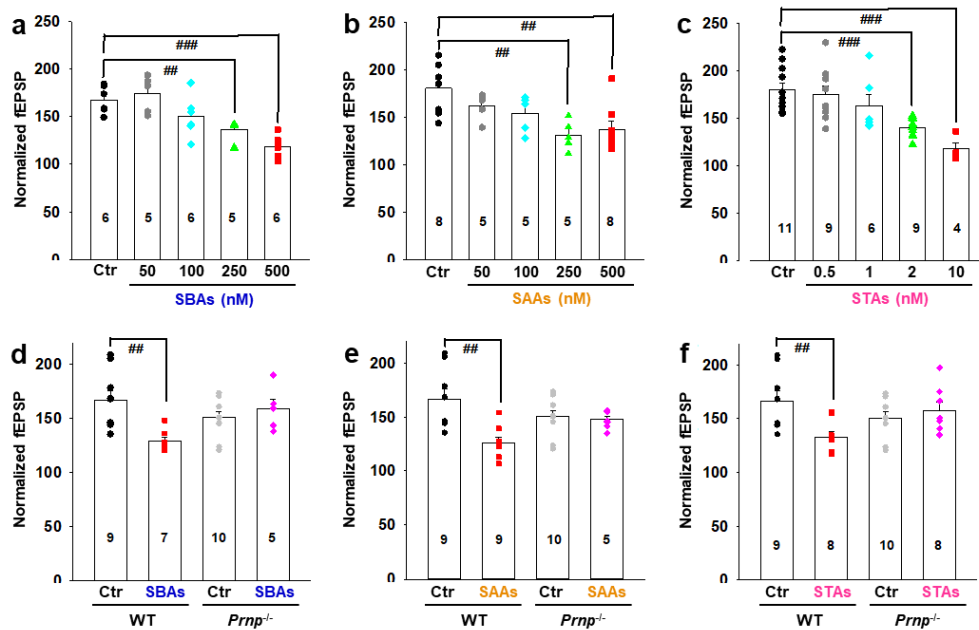 a
Normalized fEPSP
200
150
100
50
0
###
##
6 5 6 5 6
Ctr 50 100 250 500
SBAs (nM)
b
Normalized fEPSP
250
200
150
100
50
0
##
##
8 5 5 5 8
Ctr 50 100 250 500
SAAs (nM)
c
Normalized fEPSP
250
200
150
100
50
0
###
###
11 9 6 9 4
Ctr 0.5 1 2 10
STAs (nM)
d
Normalized fEPSP
200
150
100
50
0
##
9 7 10 5
Ctr SBAs Ctr SBAs
WT Prnp-/-
e
Normalized fEPSP
200
150
100
50
0
##
9 9 10 5
Ctr SAAs Ctr SAAs
WT Prnp-/-
f
Normalized fEPSP
200
150
100
50
0
##
9 8 10 8
Ctr STAs Ctr STAs
WT Prnp-/-